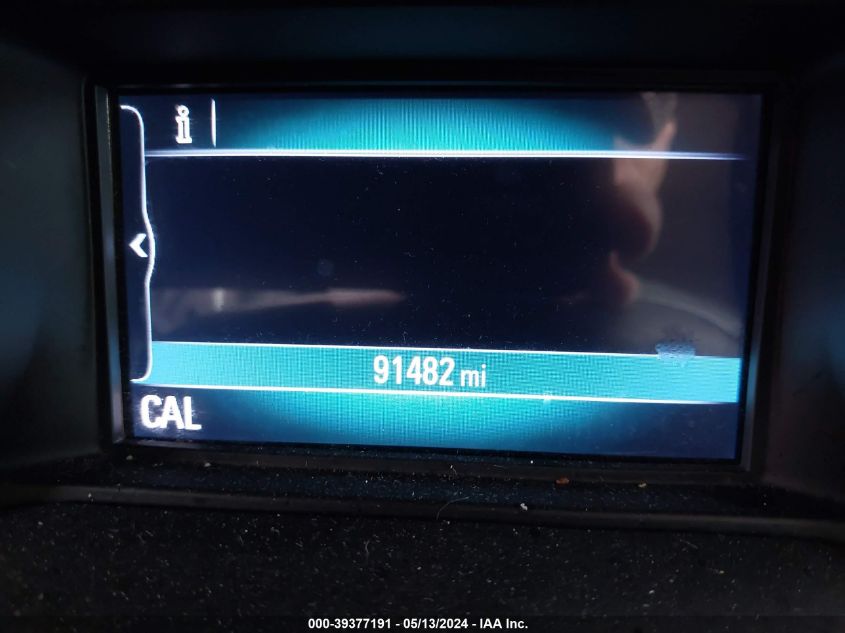 i
91482 mi
CAL
000-39377191 - 05/13/2024 - IAA Inc.